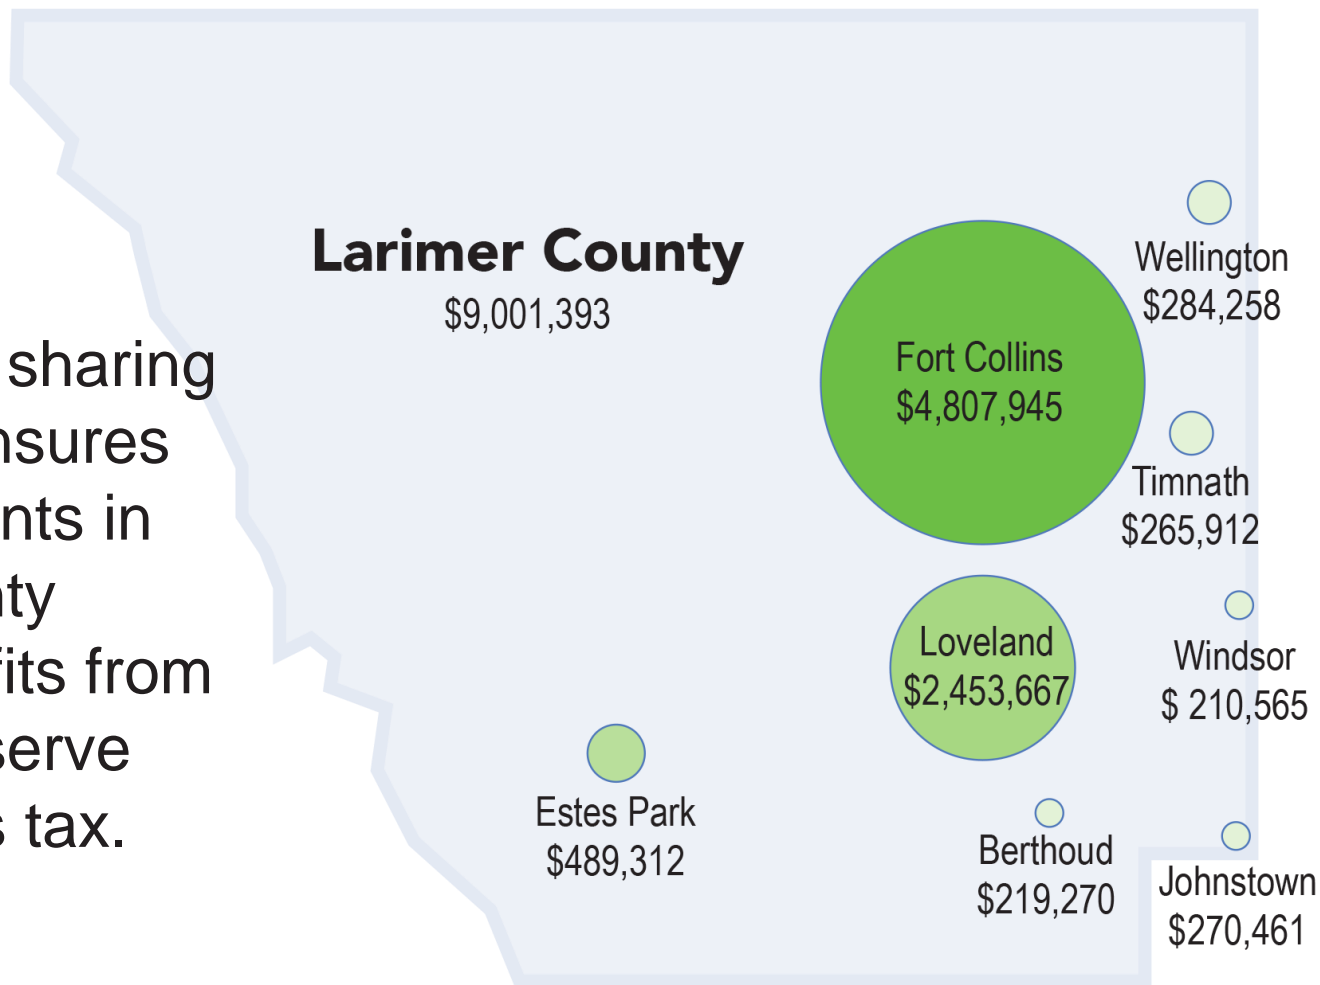 sharing
nsures
nts in
nty
fits from
serve
s tax.
Larimer County
$9,001,393
Wellington
$284,258
Fort Collins
$4,807,945
Timnath
$265,912
Loveland
$2,453,667
Windsor
$ 210,565
Estes Park
$489,312
Berthoud
$219,270
Johnstown
$270,461